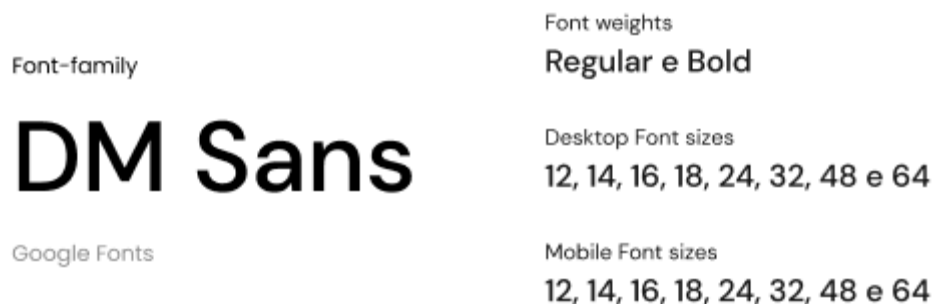 Font-family
DM Sans
Google Fonts
Font weights
Regular e Bold
Desktop Font sizes
12, 14, 16, 18, 24, 32, 48 e 64
Mobile Font sizes
12, 14, 16, 18, 24, 32, 48 e 64